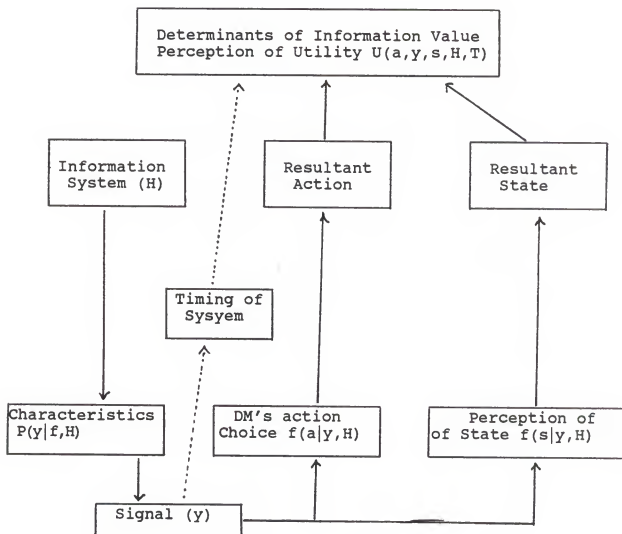 Determinants of Information Value
Perception of Utility U(a,y,s,H,T)
Information
System (H)
Resultant
Action
Resultant
State
Timing of
Sysyem
Characteristics
P(y|f,H)
DM's action
Choice f(a|y,H)
Perception of
of State f(s|y,H)
Signal (y)